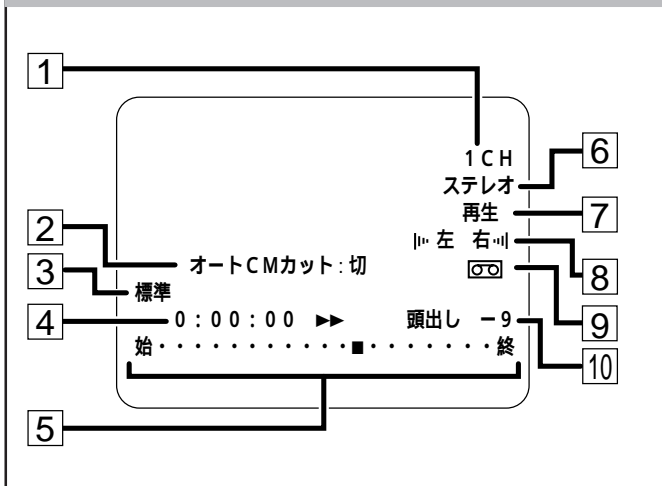 1
1CH
6
ステレオ
再生
7
左 右
8
2
オートCMカット:切
3
標準
9
4
0:00:00 ▶▶ 頭出し －9
10
始・・・・・・・・・・・■・・・・・・・終
5